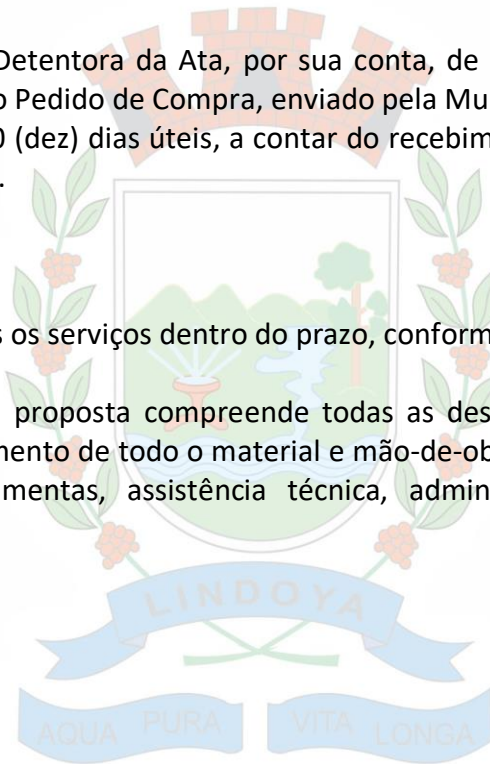 Detentora da Ata, por sua conta, de
o Pedido de Compra, enviado pela Mu
0 (dez) dias úteis, a contar do recebim
.
s os serviços dentro do prazo, conform
proposta compreende todas as des
mento de todo o material e mão-de-ob
mentas, assistência técnica, admin
LINDOYA
AQUA PURA VITA LONGA